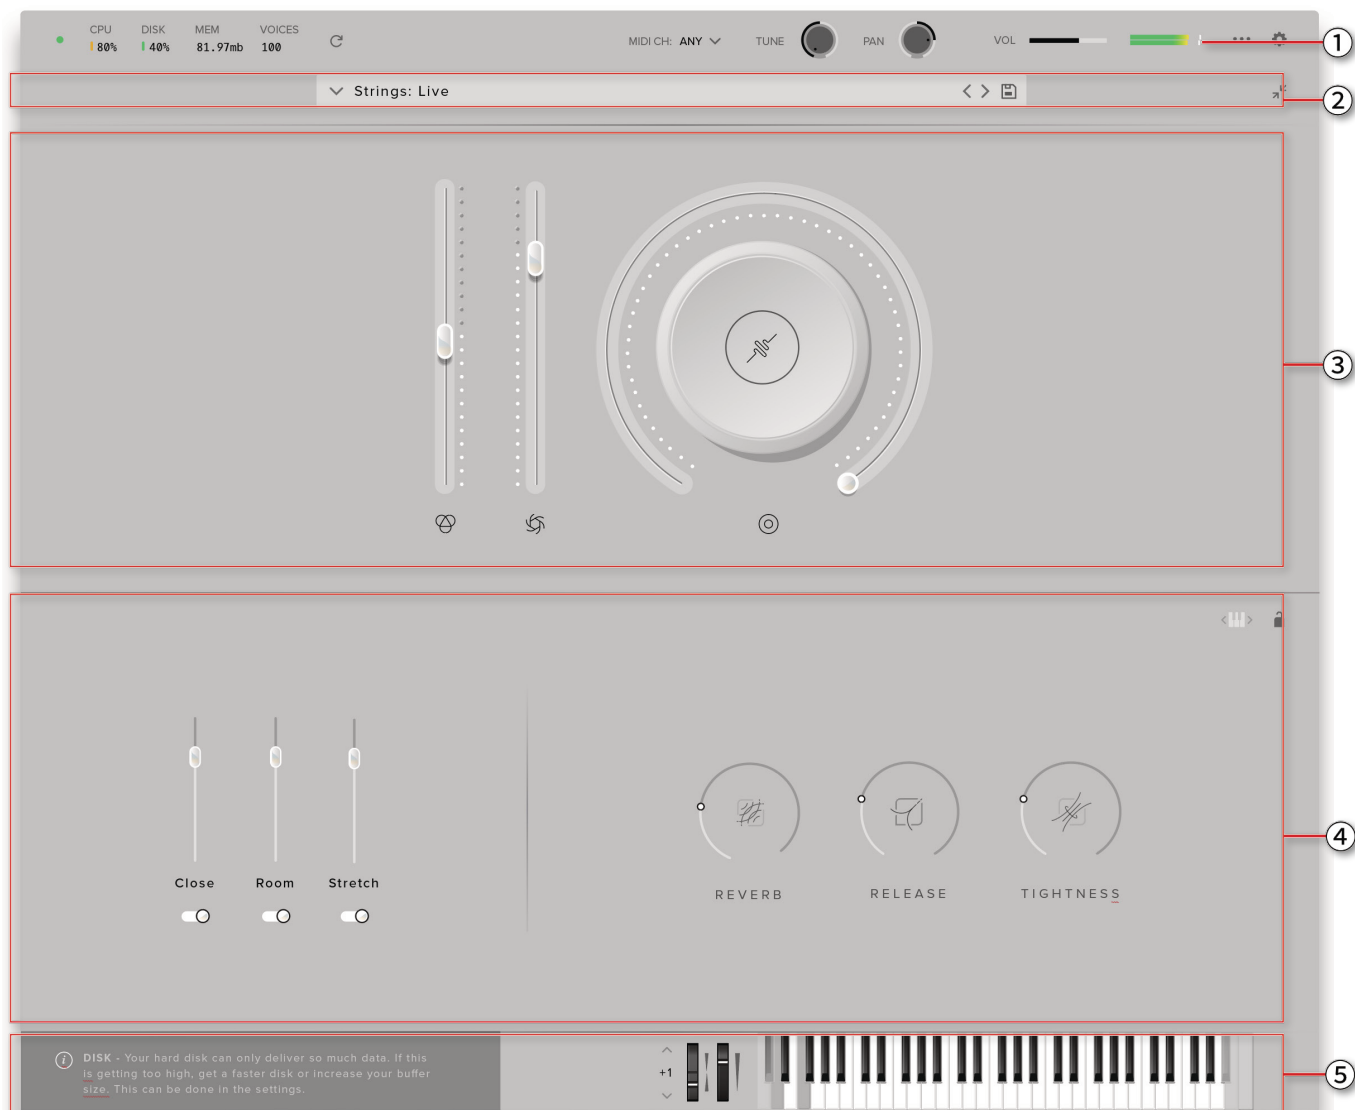 CPU DISK MEM VOICES
80% 40% 81.97mb 100
MIDI CH: ANY TUNE PAN VOL
1
Strings: Live
2
3
Close Room Stretch
REVERB RELEASE TIGHTNESS
4
DISK - Your hard disk can only deliver so much data. If this
is getting too high, get a faster disk or increase your buffer
size. This can be done in the settings.
+1
5